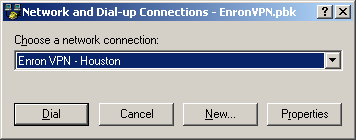 Network and Dial-up Connections - EnronVPN.pbk
Choose a network connection:
Enron VPN - Houston
Dial Cancel New... Properties